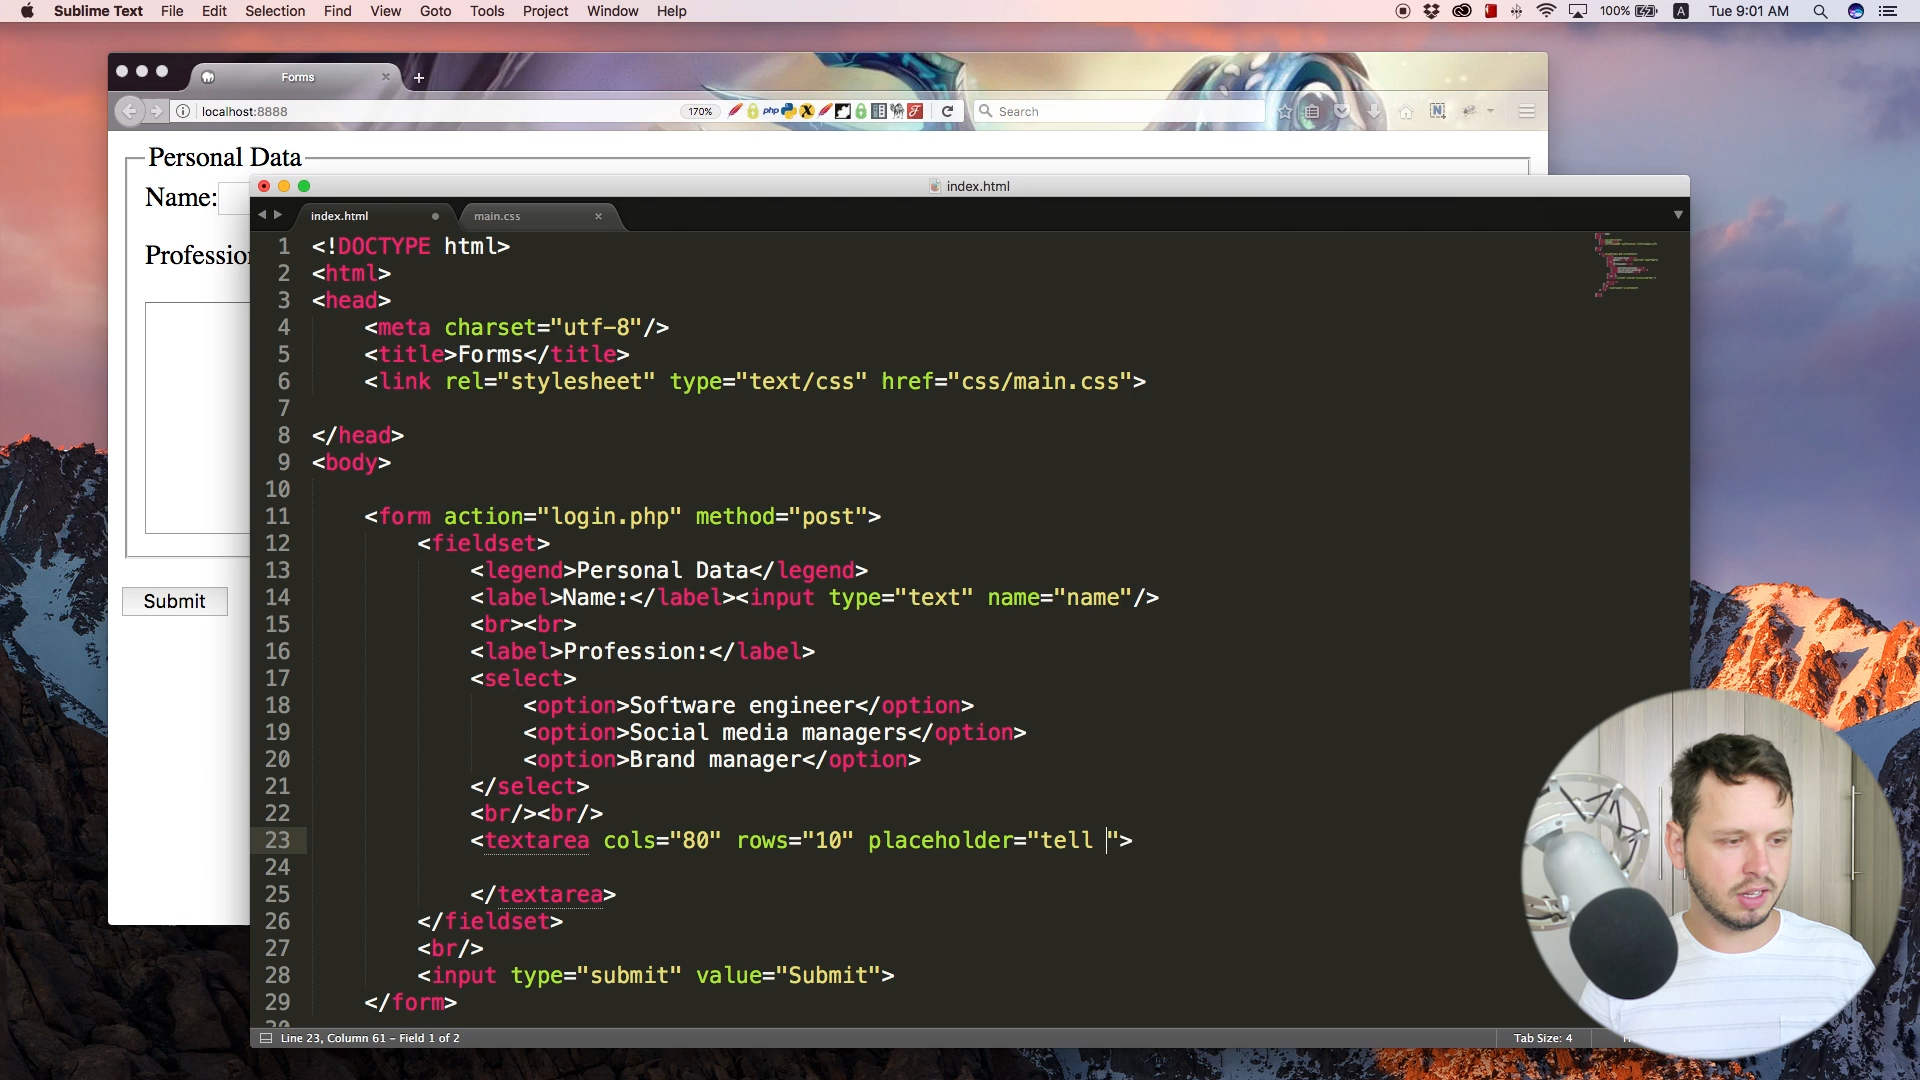 Sublime Text File Edit Selection Find View Goto Tools Project Window Help 100% A Tue 9:01 AM
Forms
localhost:8888 170% php Search
Personal Data
Name:
Profession
Submit
index.html
index.html main.css
1 <!DOCTYPE html>
2 <html>
3 <head>
4 <meta charset="utf-8"/>
5 <title>Forms</title>
6 <link rel="stylesheet" type="text/css" href="css/main.css">
7
8 </head>
9 <body>
10
11 <form action="login.php" method="post">
12 <fieldset>
13 <legend>Personal Data</legend>
14 <label>Name:</label><input type="text" name="name"/>
15 <br><br>
16 <label>Profession:</label>
17 <select>
18 <option>Software engineer</option>
19 <option>Social media managers</option>
20 <option>Brand manager</option>
21 </select>
22 <br/><br/>
23 <textarea cols="80" rows="10" placeholder="tell ">
24
25 </textarea>
26 </fieldset>
27 <br/>
28 <input type="submit" value="Submit">
29 </form>
Line 23, Column 61 – Field 1 of 2 Tab Size: 4